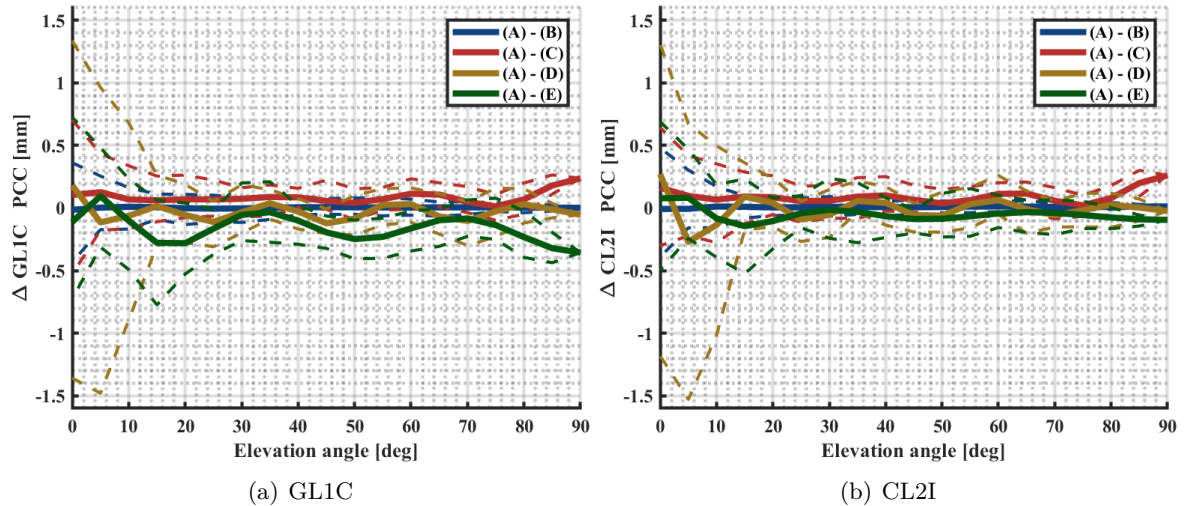 1.5
1
0.5
0
-0.5
-1
-1.5
Δ GL1C PCC [mm]
(A) - (B)
(A) - (C)
(A) - (D)
(A) - (E)
0 10 20 30 40 50 60 70 80 90
Elevation angle [deg]
(a) GL1C
1.5
1
0.5
0
-0.5
-1
-1.5
Δ CL2I PCC [mm]
(A) - (B)
(A) - (C)
(A) - (D)
(A) - (E)
0 10 20 30 40 50 60 70 80 90
Elevation angle [deg]
(b) CL2I